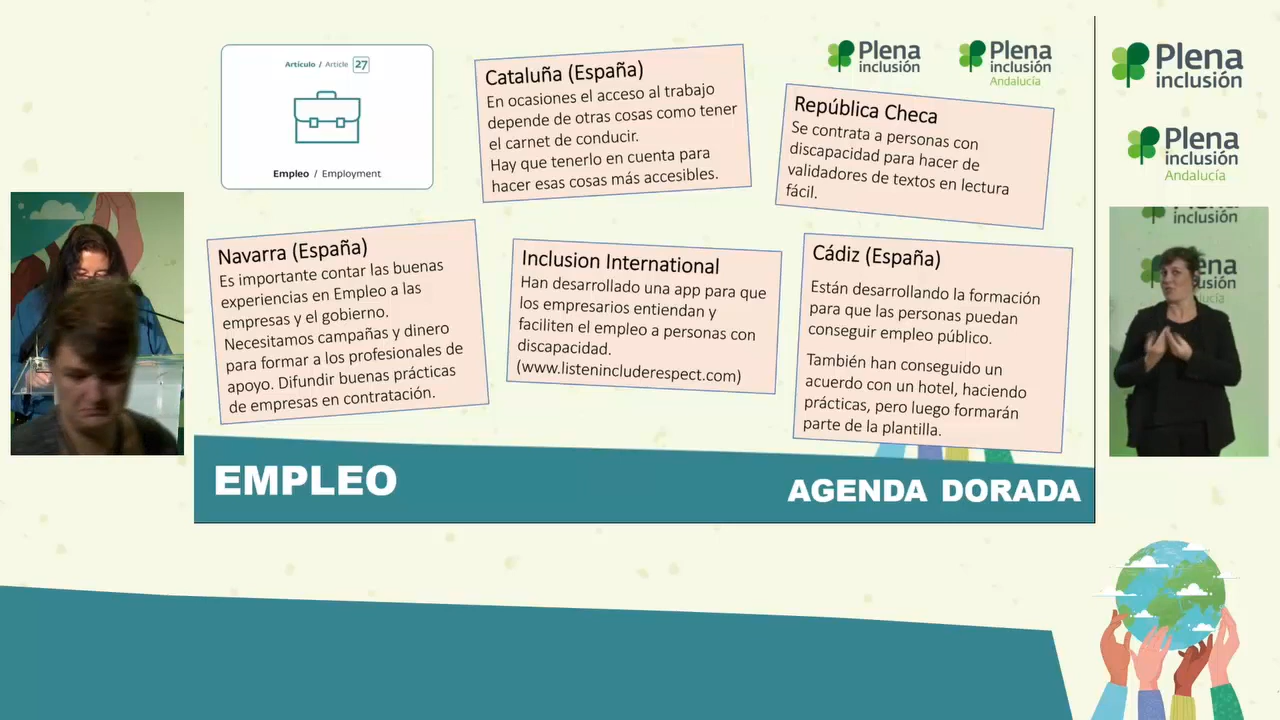 Artículo / Article 27
Empleo / Employment
Cataluña (España)
En ocasiones el acceso al trabajo
depende de otras cosas como tener
el carnet de conducir.
Hay que tenerlo en cuenta para
hacer esas cosas más accesibles.
Plena
inclusión
Plena
inclusión
Andalucía
República Checa
Se contrata a personas con
discapacidad para hacer de
validadores de textos en lectura
fácil.
Navarra (España)
Es importante contar las buenas
experiencias en Empleo a las
empresas y el gobierno.
Necesitamos campañas y dinero
para formar a los profesionales de
apoyo. Difundir buenas prácticas
de empresas en contratación.
Inclusion International
Han desarrollado una app para que
los empresarios entiendan y
faciliten el empleo a personas con
discapacidad.
(www.listenincluderespect.com)
Cádiz (España)
Están desarrollando la formación
para que las personas puedan
conseguir empleo público.
También han conseguido un
acuerdo con un hotel, haciendo
prácticas, pero luego formarán
parte de la plantilla.
EMPLEO
AGENDA DORADA
Plena
inclusión
Plena
inclusión
Andalucía
inclusión